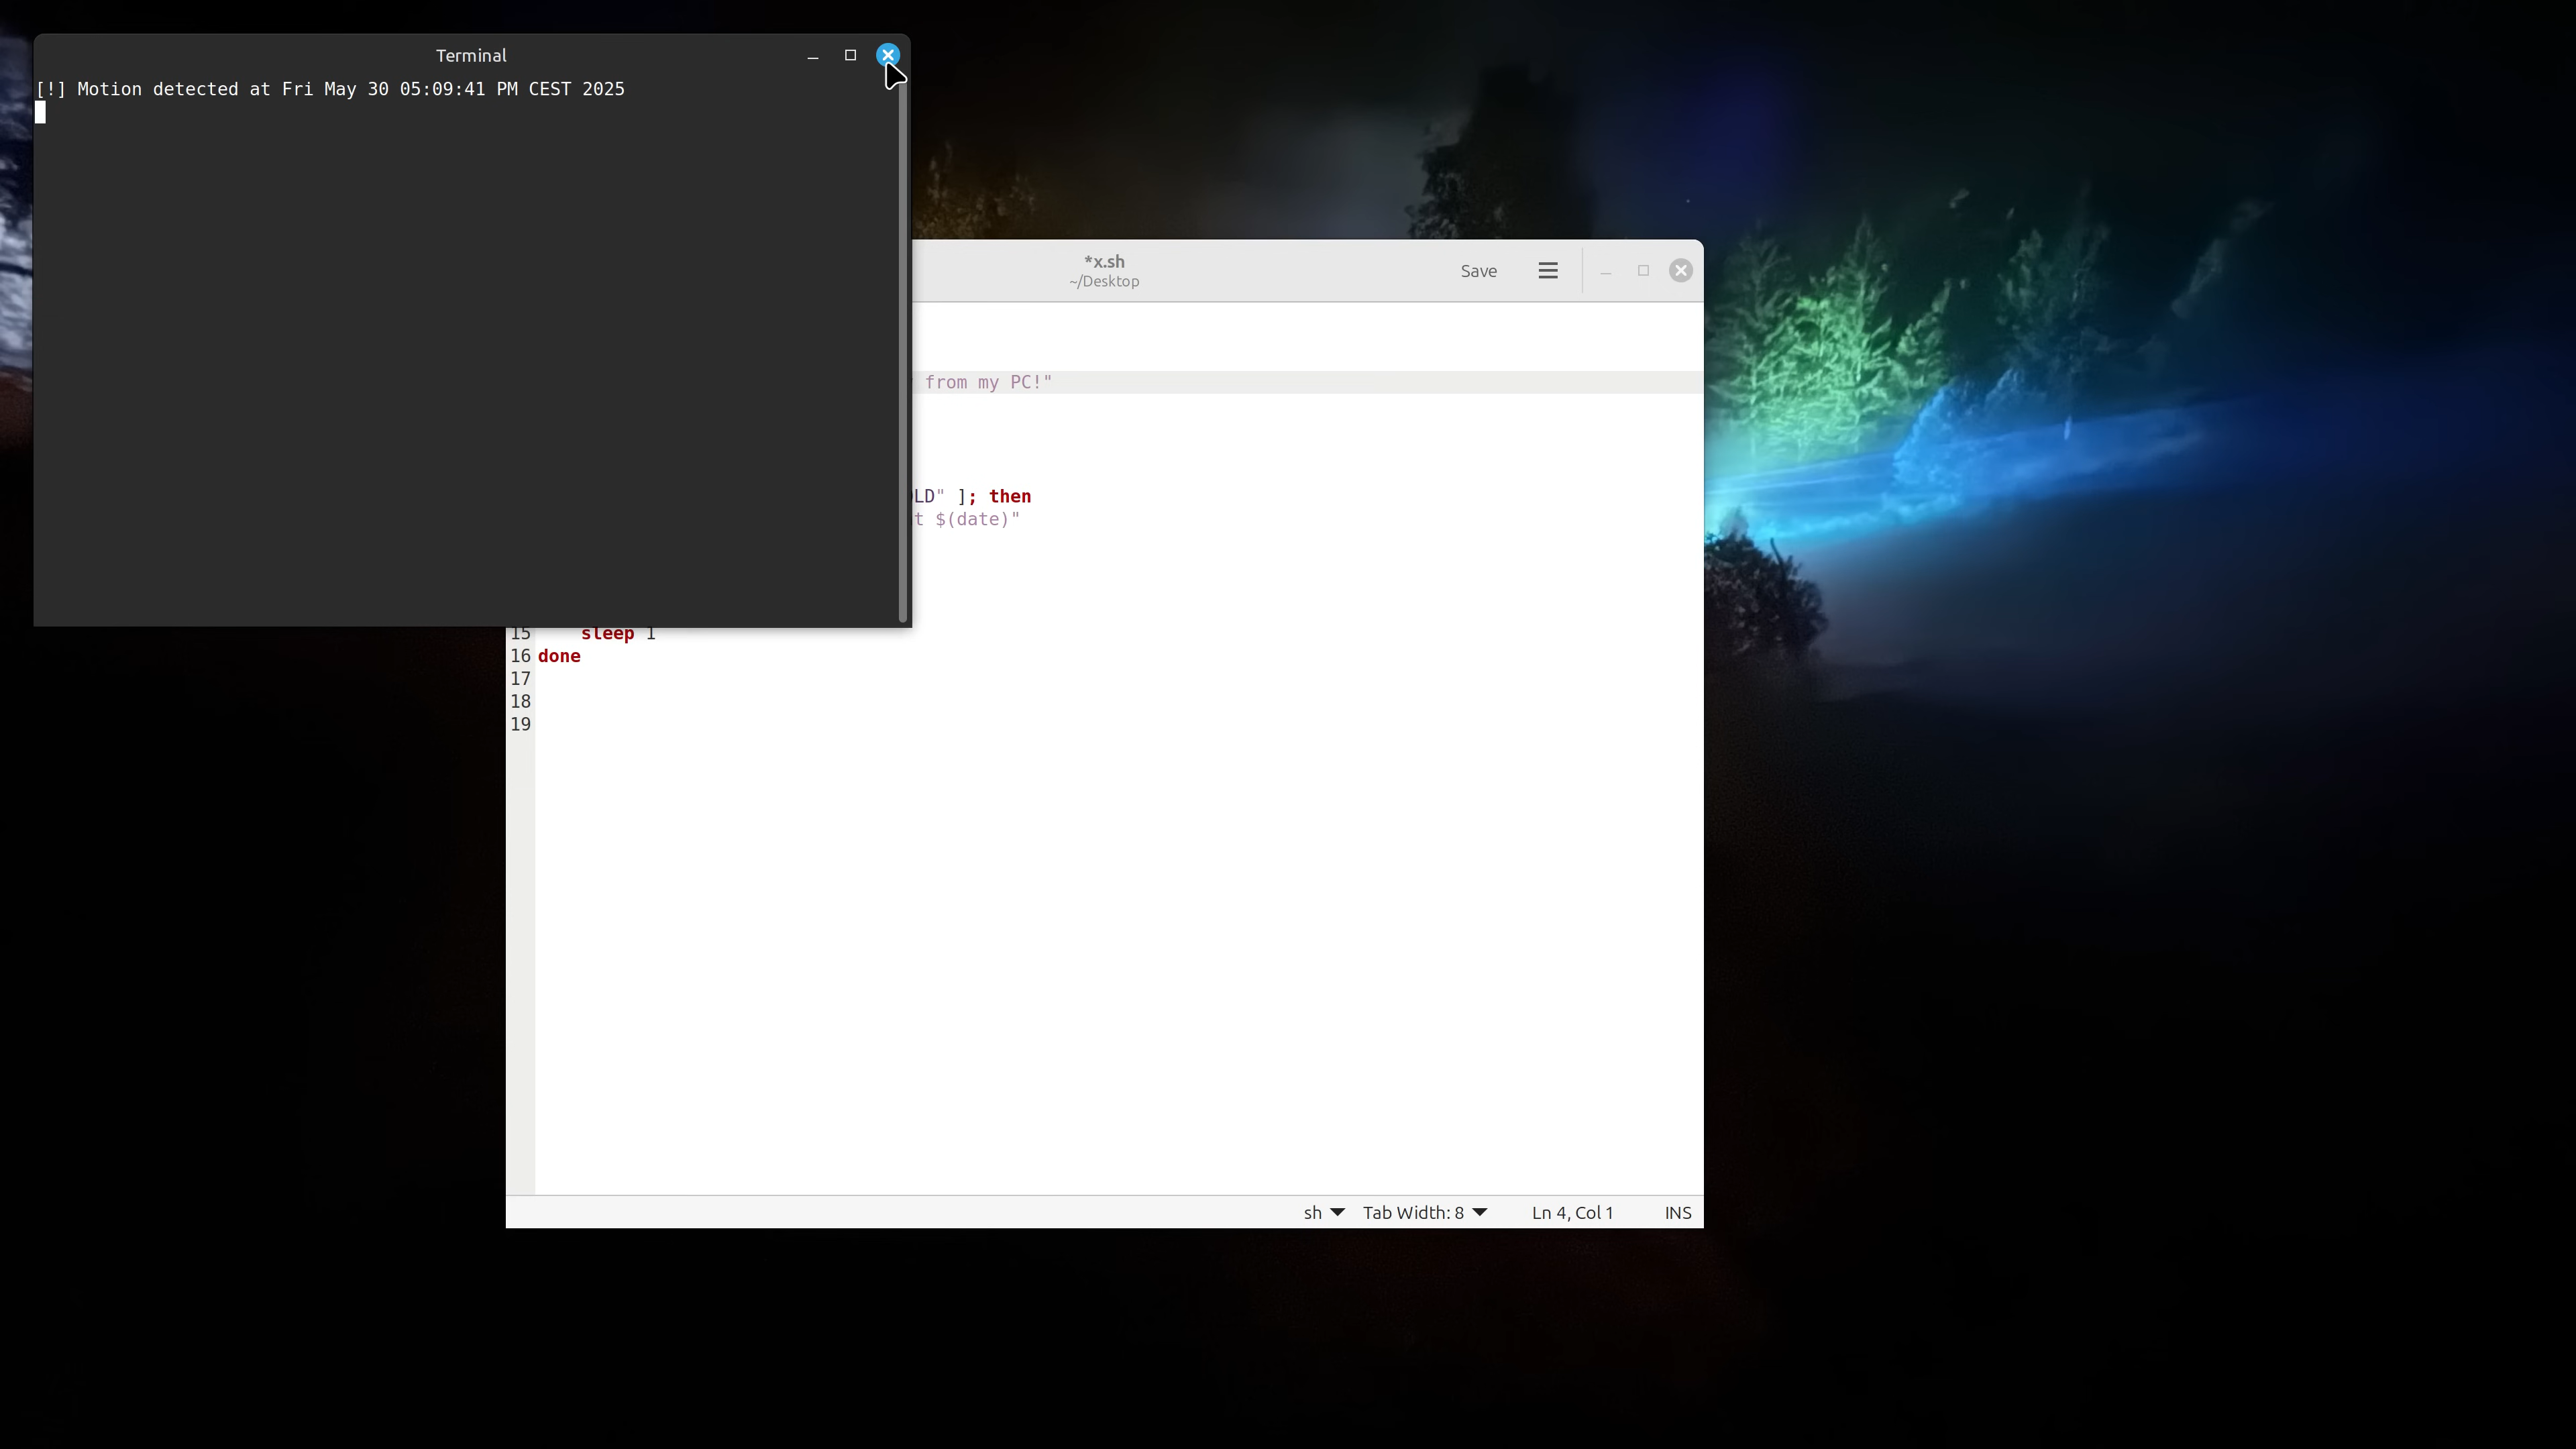 Terminal
[!] Motion detected at Fri May 30 05:09:41 PM CEST 2025
*x.sh
~/Desktop
Save
from my PC!"
LD" ]; then
t $(date)"
15 sleep 1
16 done
17
18
19
sh Tab Width: 8 Ln 4, Col 1 INS